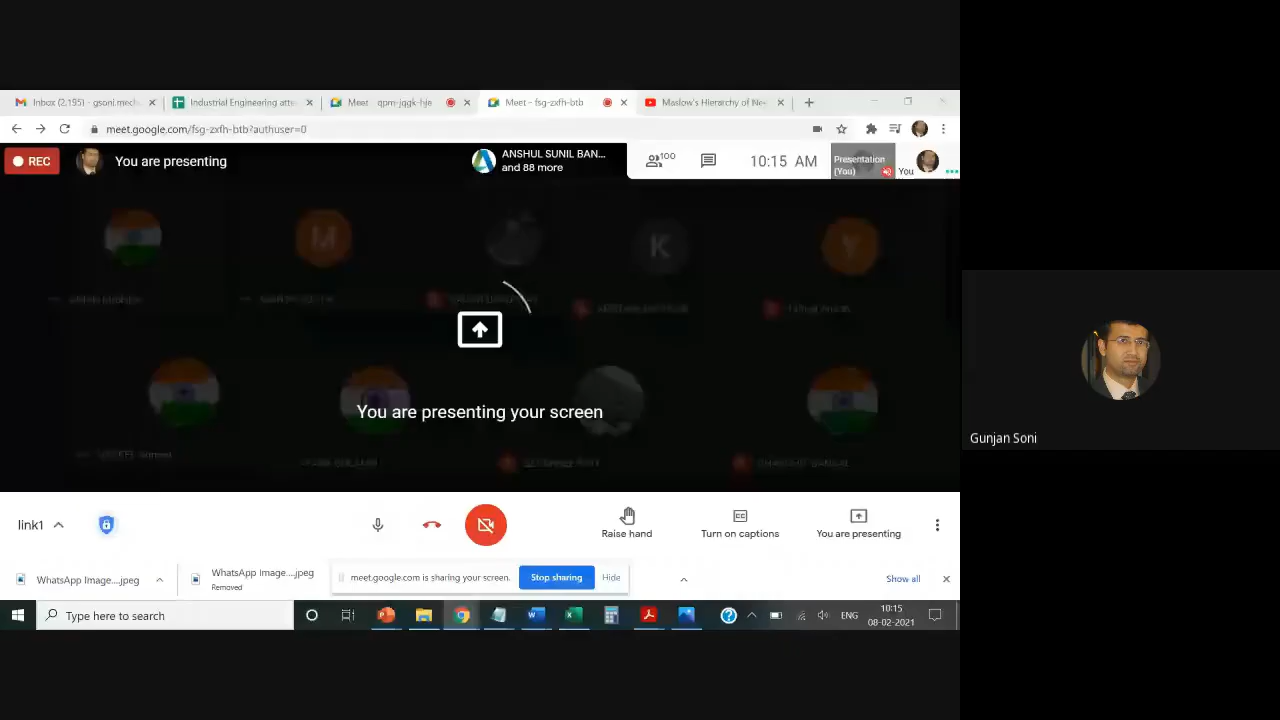 Inbox (2,195) - gsoni.mech
Industrial Engineering atte
Meet - qpm-jqgk-hje
Meet - fsg-zxfh-btb
Maslow's Hierarchy of Ne
meet.google.com/fsg-zxfh-btb?authuser=0
REC
You are presenting
ANSHUL SUNIL BAN...
and 88 more
100
10:15 AM
Presentation
(You)
You
M
K
Y
You are presenting your screen
Gunjan Soni
link1
Raise hand
Turn on captions
You are presenting
WhatsApp Image....jpeg
WhatsApp Image....jpeg
Removed
meet.google.com is sharing your screen.
Stop sharing
Hide
Show all
Type here to search
ENG
10:15
08-02-2021